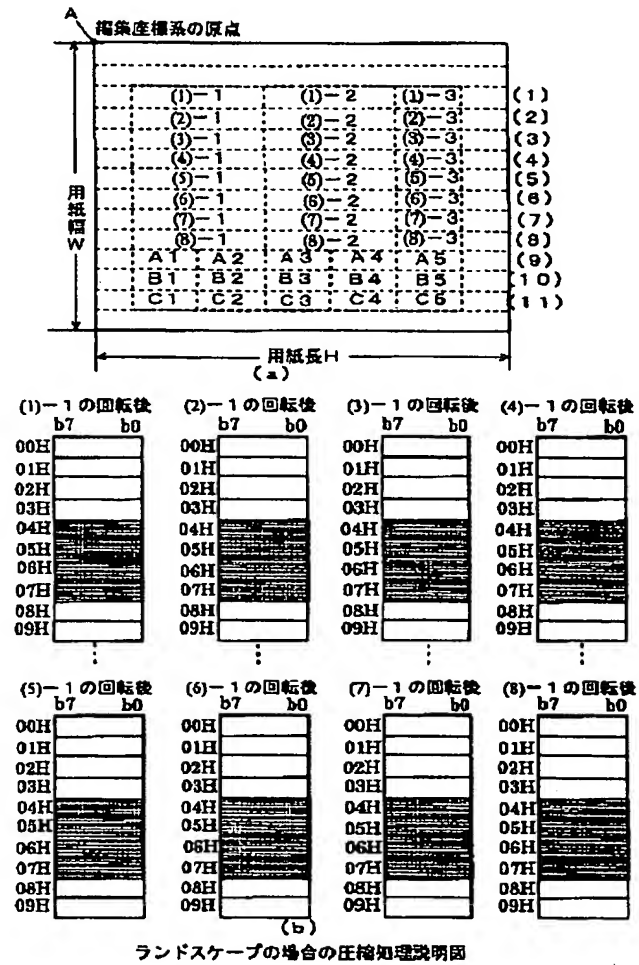 A
編集座標系の原点
(1)-1 (1)-2 (1)-3 (1)
(2)-1 (2)-2 (2)-3 (2)
(3)-1 (3)-2 (3)-3 (3)
(4)-1 (4)-2 (4)-3 (4)
(5)-1 (5)-2 (5)-3 (5)
(6)-1 (6)-2 (6)-3 (6)
(7)-1 (7)-2 (7)-3 (7)
(8)-1 (8)-2 (8)-3 (8)
A1 A2 A3 A4 A5 (9)
B1 B2 B3 B4 B5 (10)
C1 C2 C3 C4 C5 (11)
用紙幅W
用紙長H
(a)
(1)-1の回転後 (2)-1の回転後 (3)-1の回転後 (4)-1の回転後
b7 b0 b7 b0 b7 b0 b7 b0
00H 00H 00H 00H
01H 01H 01H 01H
02H 02H 02H 02H
03H 03H 03H 03H
04H 04H 04H 04H
05H 05H 05H 05H
06H 06H 06H 06H
07H 07H 07H 07H
08H 08H 08H 08H
09H 09H 09H 09H
(5)-1の回転後 (6)-1の回転後 (7)-1の回転後 (8)-1の回転後
b7 b0 b7 b0 b7 b0 b7 b0
00H 00H 00H 00H
01H 01H 01H 01H
02H 02H 02H 02H
03H 03H 03H 03H
04H 04H 04H 04H
05H 05H 05H 05H
06H 06H 06H 06H
07H 07H 07H 07H
08H 08H 08H 08H
09H 09H 09H 09H
(b)
ランドスケープの場合の圧縮処理説明図